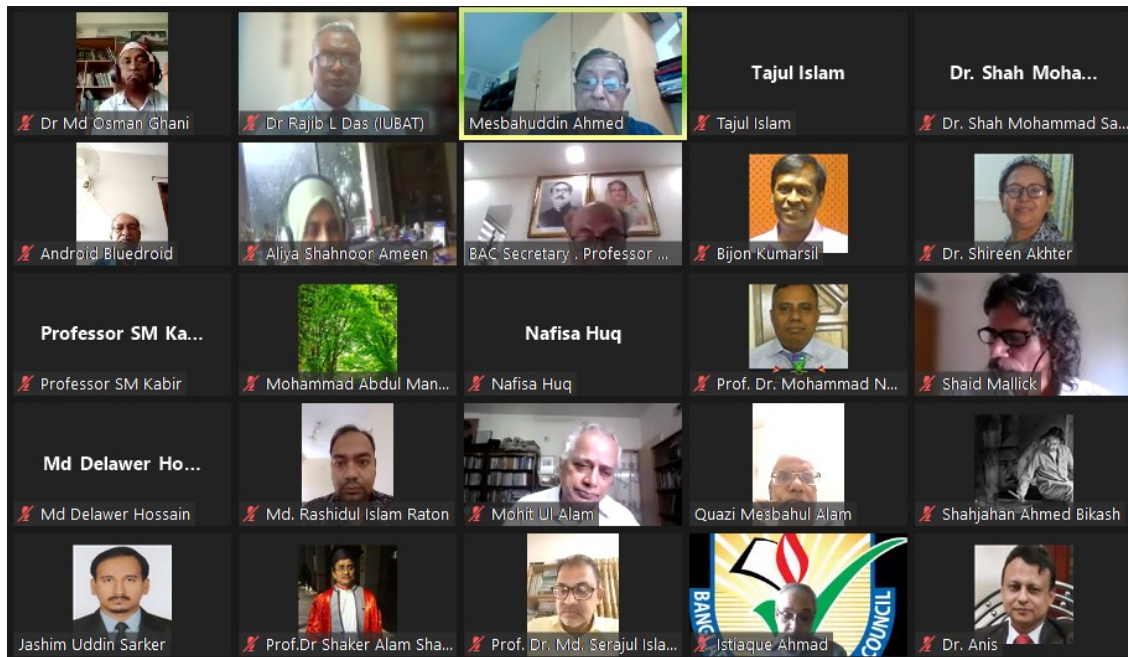 Dr Md Osman Ghani
Dr Rajib L Das (IUBAT)
Mesbahuddin Ahmed
Tajul Islam
Tajul Islam
Dr. Shah Moha...
Dr. Shah Mohammad Sa...
Android Bluedroid
Aliya Shahnoor Ameen
BAC Secretary . Professor ...
Bijon Kumarsil
Dr. Shireen Akhter
Professor SM Ka...
Professor SM Kabir
Mohammad Abdul Man...
Nafisa Huq
Nafisa Huq
Prof. Dr. Mohammad N...
Shaid Mallick
Md Delawer Ho...
Md Delawer Hossain
Md. Rashidul Islam Raton
Mohit Ul Alam
Quazi Mesbahul Alam
Shahjahan Ahmed Bikash
Jashim Uddin Sarker
Prof.Dr Shaker Alam Sha...
Prof. Dr. Md. Serajul Isla...
BANG
COUNCIL
Istiaque Ahmad
Dr. Anis